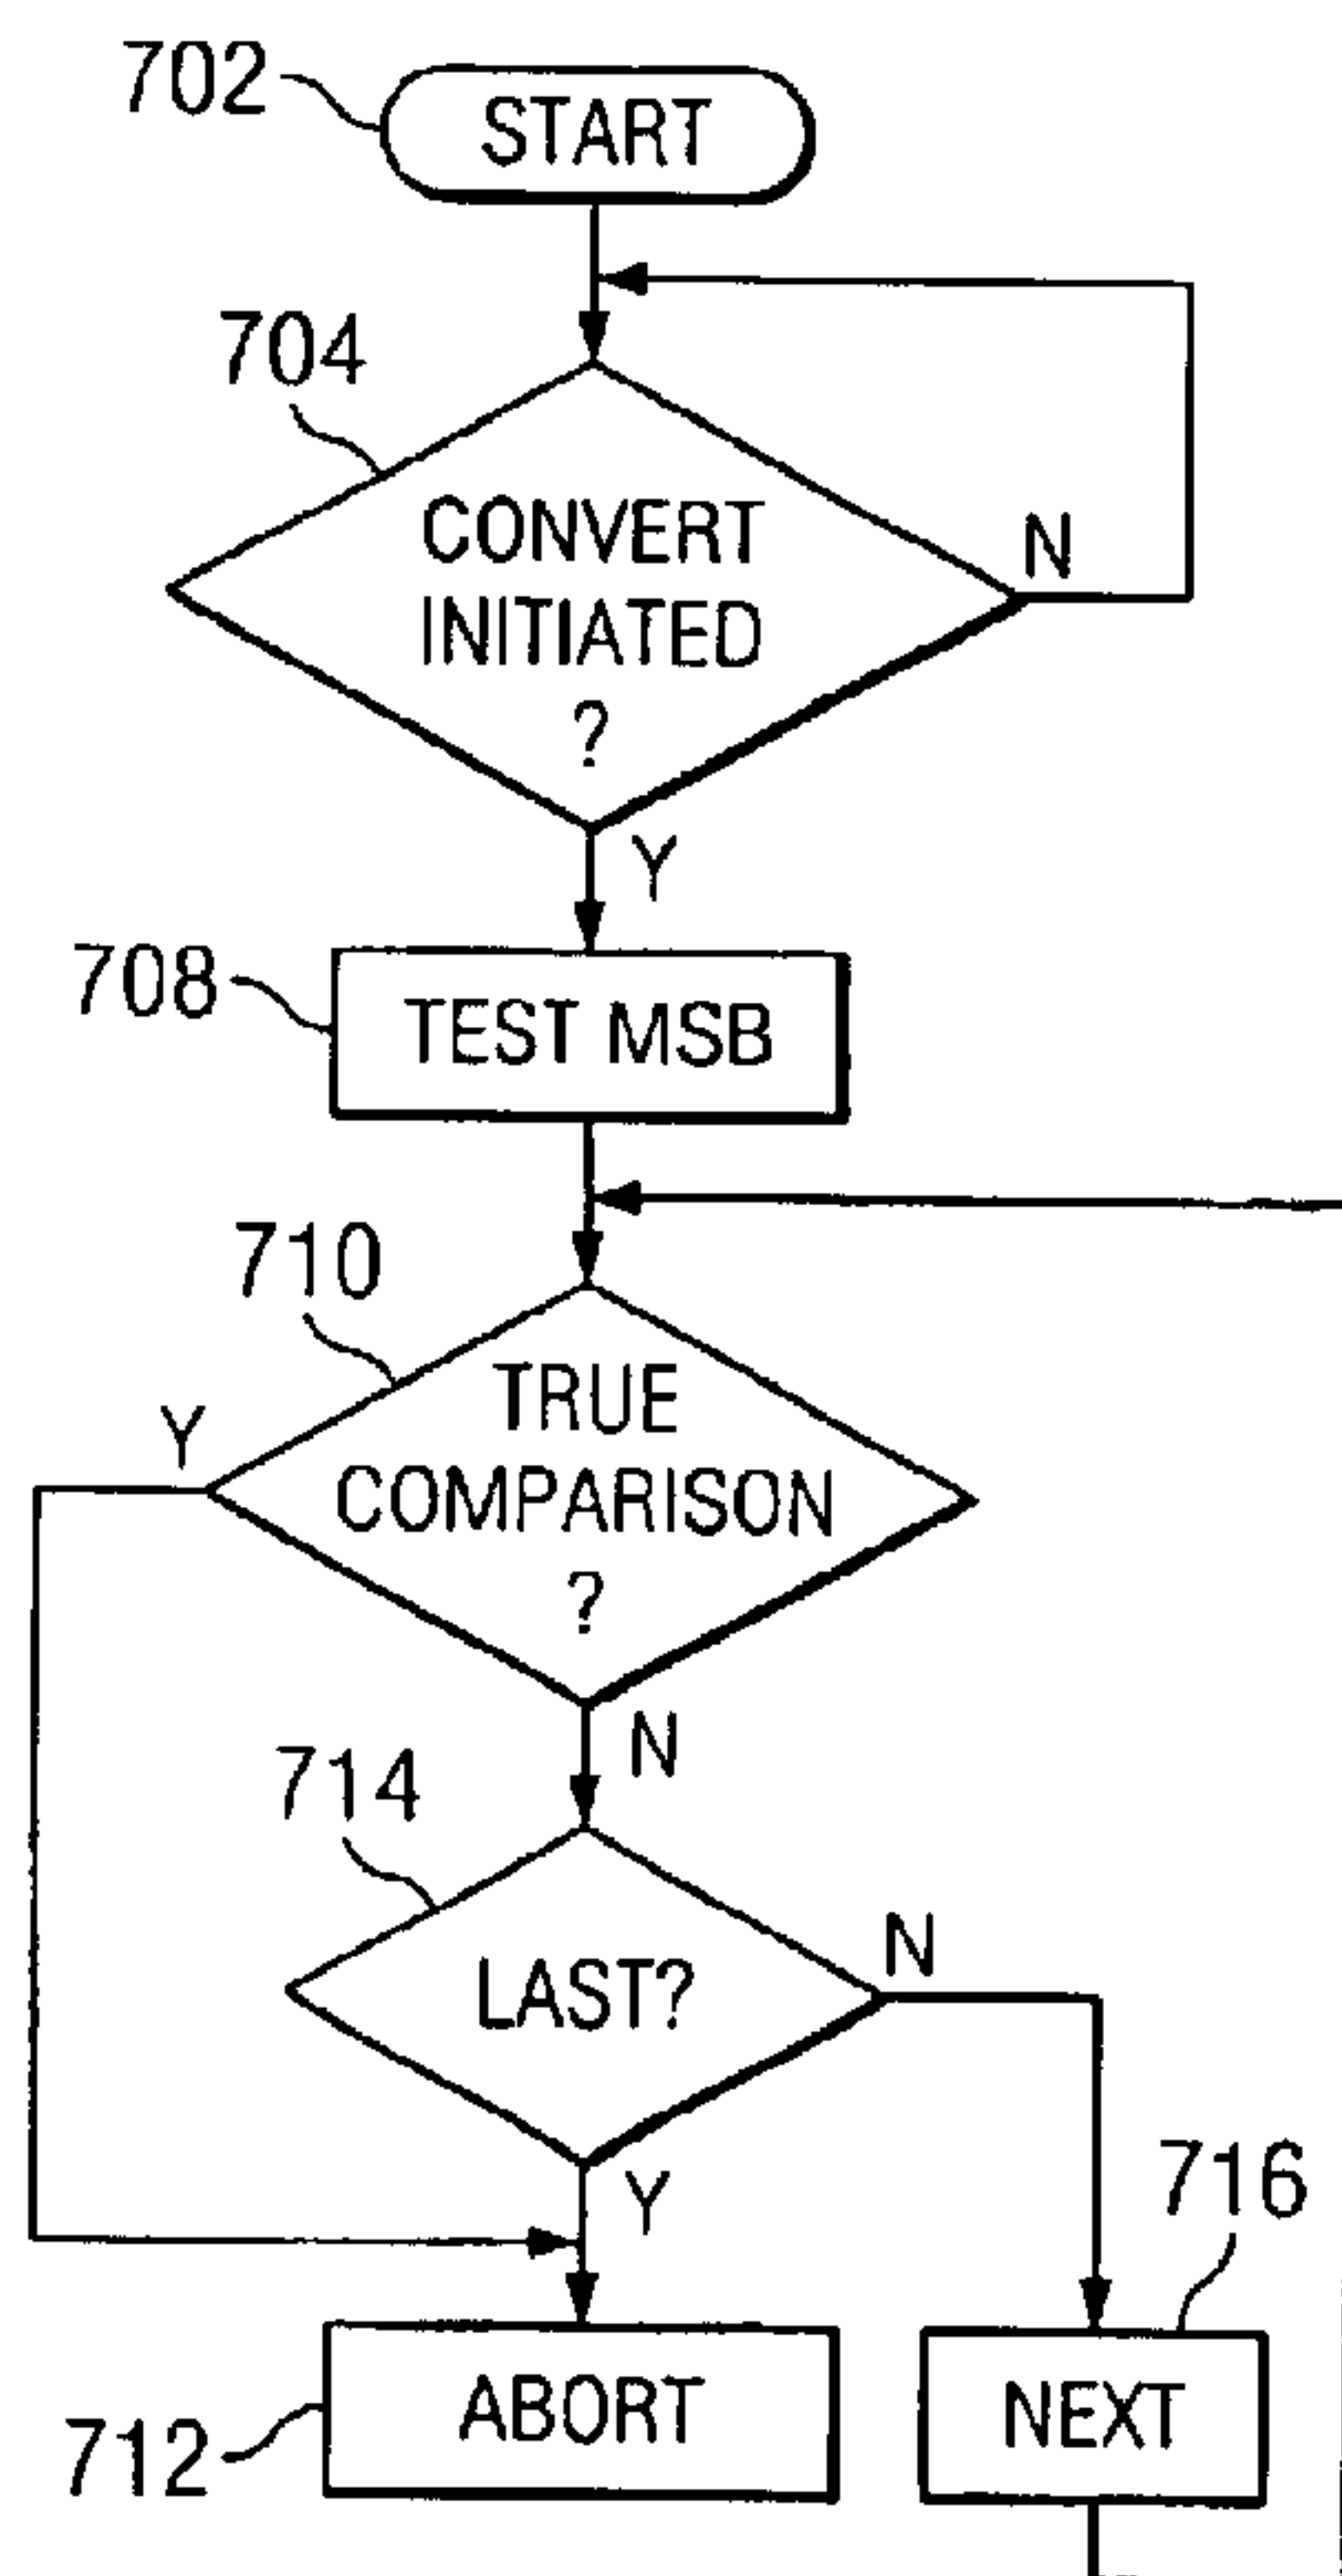 702
START
704
CONVERT
INITIATED
?
N
Y
708
TEST MSB
710
TRUE
COMPARISON
?
Y
N
714
LAST?
N
Y
716
ABORT
712
NEXT